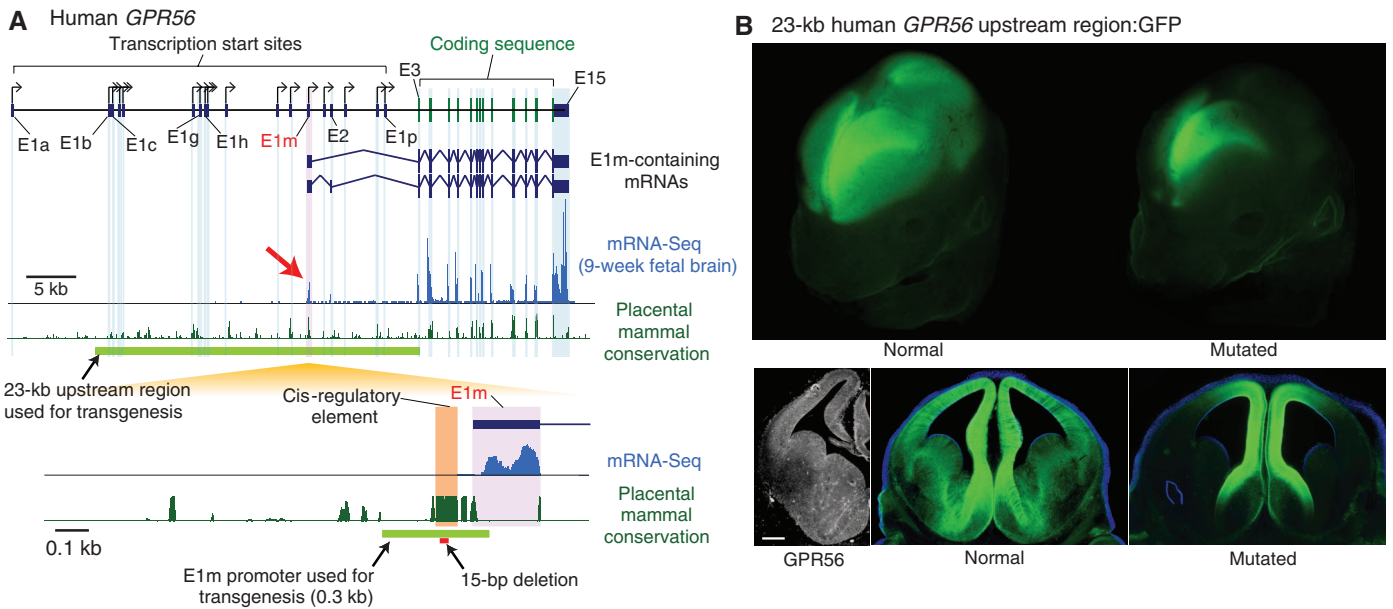 A
Human GPR56
Transcription start sites
Coding sequence
E3
E15
E1a
E1b
E1c
E1g
E1h
E1m
E2
E1p
E1m-containing
mRNAs
mRNA-Seq
(9-week fetal brain)
5 kb
Placental
mammal
conservation
23-kb upstream region
used for transgenesis
Cis-regulatory
element
E1m
mRNA-Seq
Placental
mammal
conservation
0.1 kb
E1m promoter used for
transgenesis (0.3 kb)
15-bp deletion
B
23-kb human GPR56 upstream region:GFP
Normal
Mutated
GPR56
Normal
Mutated